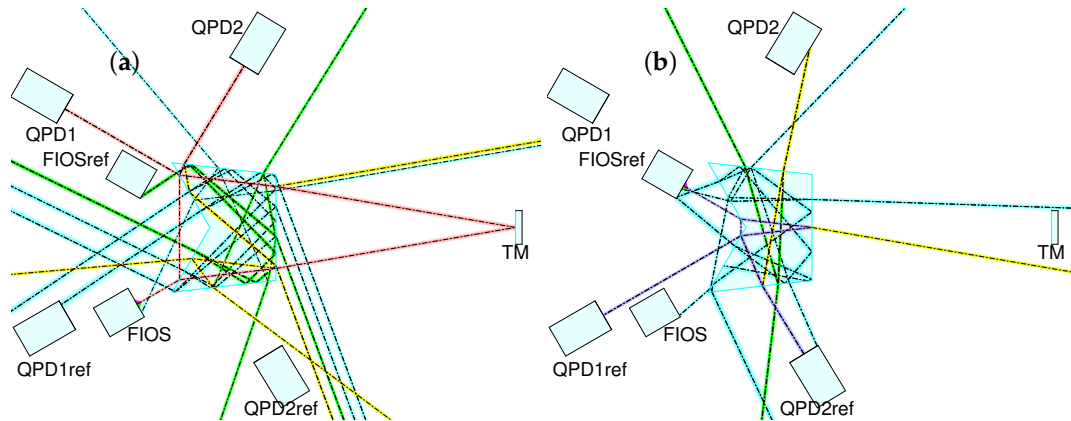 QPD2
(a)
QPD1
FIOSref
TM
FIOS
QPD1ref
QPD2ref
QPD2
(b)
QPD1
FIOSref
TM
FIOS
QPD1ref
QPD2ref